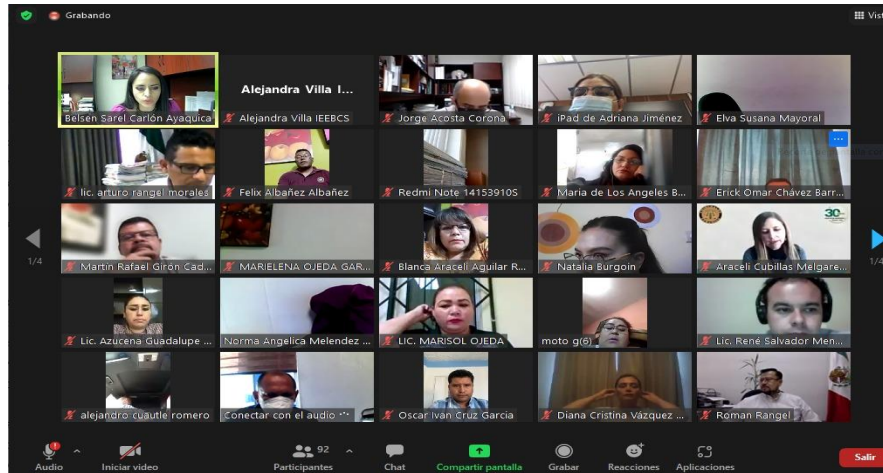 Grabando
Vist
Belsen Sarel Carlón Ayaquica
Alejandra Villa I...
Alejandra Villa IEEBCS
Jorge Acosta Corona
iPad de Adriana Jiménez
Elva Susana Mayoral
lic. arturo rangel morales
Felix Albañez Albañez
Redmi Note 14153910S
Maria de Los Angeles B...
Erick Omar Chávez Barr...
Martin Rafael Girón Cad...
MARIELENA OJEDA GAR...
Blanca Araceli Aguilar R...
Natalia Burgoin
30
Araceli Cubillas Melgare...
1/4
1/4
Lic. Azucena Guadalupe ...
Norma Angélica Melendez ...
LIC. MARISOL OJEDA
moto g(6)
Lic. René Salvador Men...
alejandro cuautle romero
Conectar con el audio ···
Oscar Ivan Cruz Garcia
Diana Cristina Vázquez ...
Roman Rangel
92
Audio
Iniciar video
Participantes
Chat
Compartir pantalla
Grabar
Reacciones
Aplicaciones
Salir